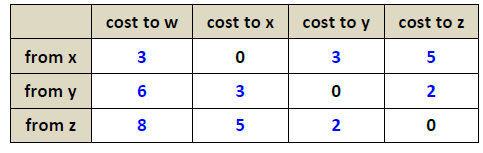 cost to w cost to x cost to y cost to z
from x 3 0 3 5
from y 6 3 0 2
from z 8 5 2 0